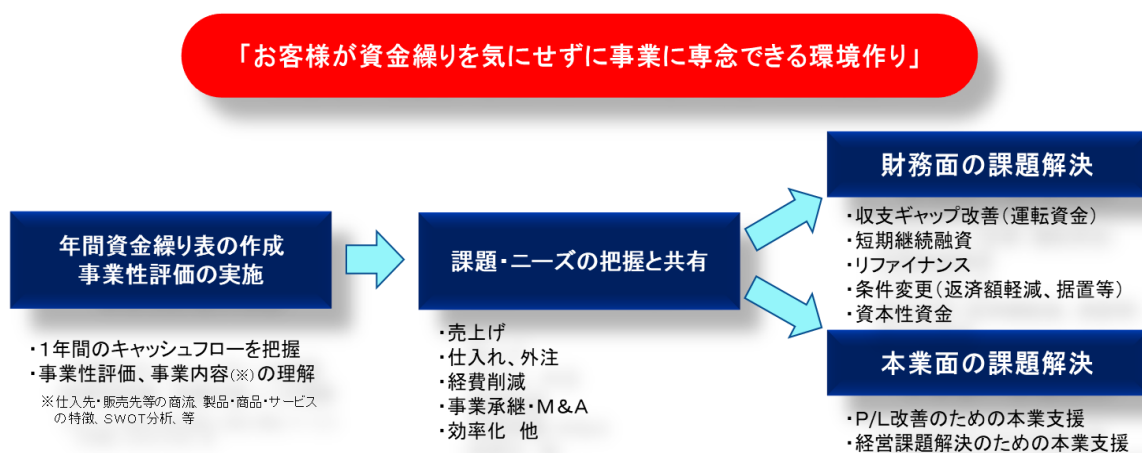 「お客様が資金繰りを気にせずに事業に専念できる環境作り」
年間資金繰り表の作成
事業性評価の実施
・1年間のキャッシュフローを把握
・事業性評価、事業内容(※)の理解
※仕入先・販売先等の商流、製品・商品・サービス
の特徴、SWOT分析、等
課題・ニーズの把握と共有
・売上げ
・仕入れ、外注
・経費削減
・事業承継・M&A
・効率化 他
財務面の課題解決
・収支ギャップ改善(運転資金)
・短期継続融資
・リファイナンス
・条件変更(返済額軽減、据置等)
・資本性資金
本業面の課題解決
・P/L改善のための本業支援
・経営課題解決のための本業支援